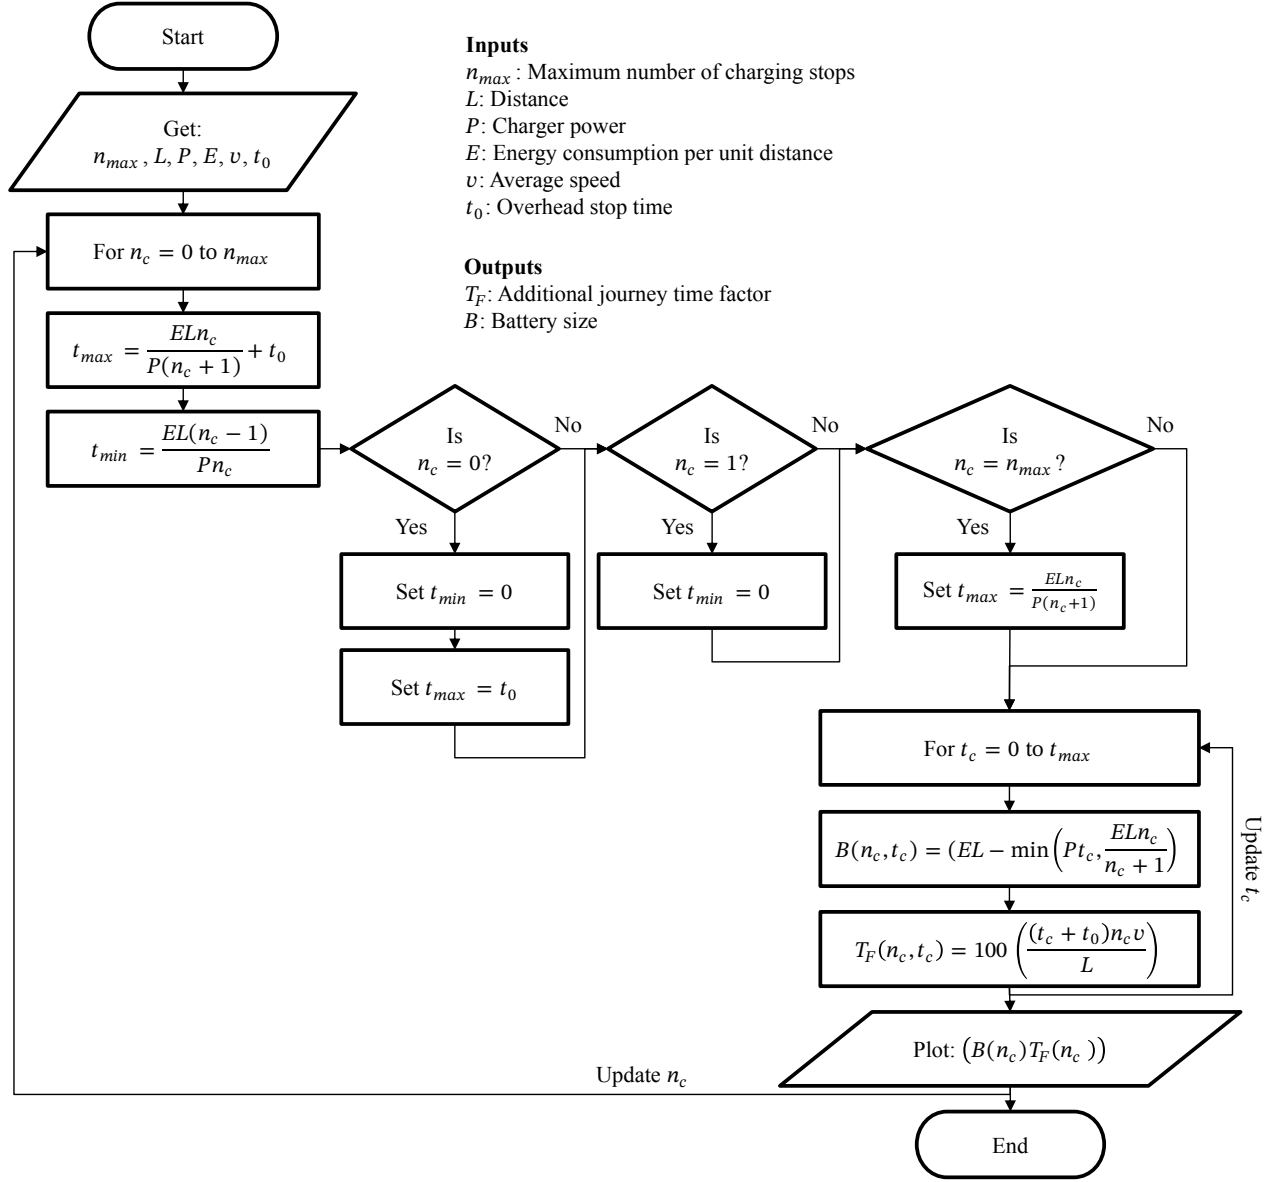 Start
Get:
n_max, L, P, E, v, t_0
For n_c = 0 to n_max
t_max = ELn_c / P(n_c + 1) + t_0
t_min = EL(n_c − 1) / Pn_c
Inputs
n_max : Maximum number of charging stops
L: Distance
P: Charger power
E: Energy consumption per unit distance
v: Average speed
t_0: Overhead stop time
Outputs
T_F: Additional journey time factor
B: Battery size
Is
n_c = 0?
No
Yes
Set t_min = 0
Set t_max = t_0
Is
n_c = 1?
No
Yes
Set t_min = 0
Is
n_c = n_max ?
No
Yes
Set t_max = ELn_c / P(n_c+1)
For t_c = 0 to t_max
B(n_c, t_c) = (EL − min(Pt_c, ELn_c / n_c + 1)
T_F(n_c, t_c) = 100 ((t_c + t_0)n_c v / L)
Update t_c
Plot: (B(n_c)T_F(n_c ))
Update n_c
End